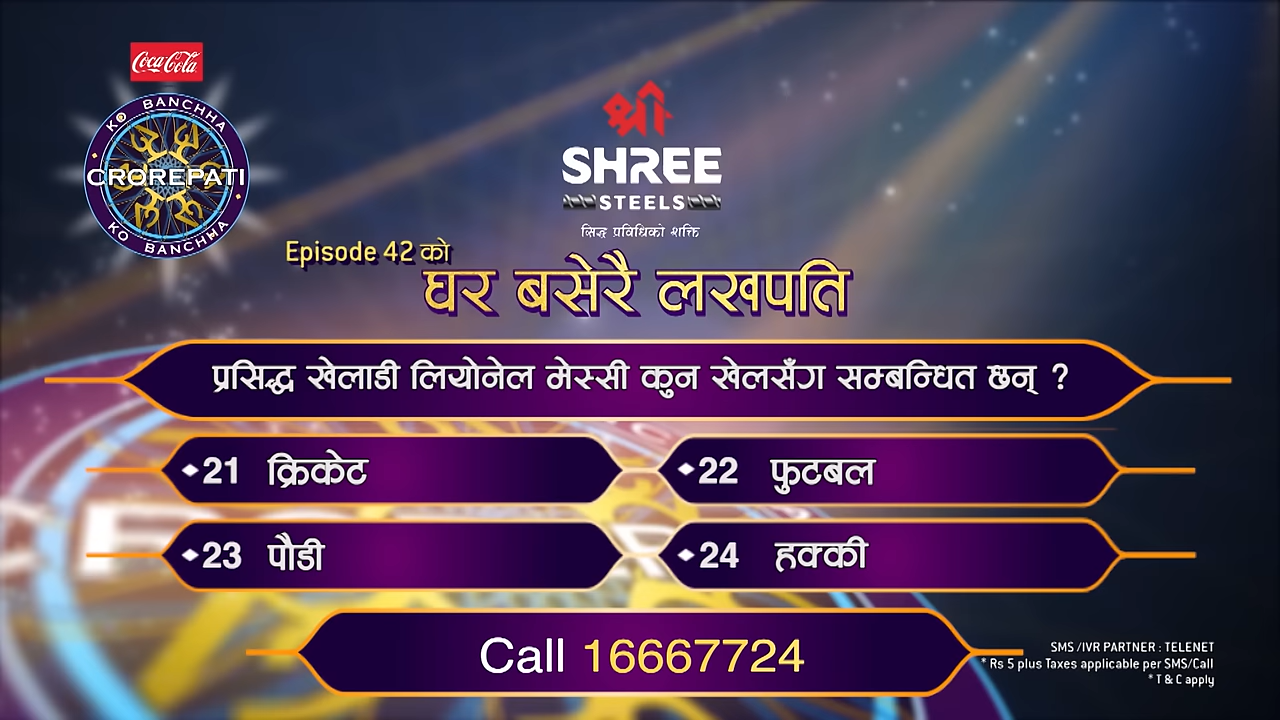 Coca-Cola
KO BANCHHA
CROREPATI
KO BANCHHA
श्री
SHREE
STEELS
सिद्ध प्रविधिको शक्ति
Episode 42 को
घर बसेरै लखपति
प्रसिद्ध खेलाडी लियोनेल मेस्सी कुन खेलसँग सम्बन्धित छन् ?
21 क्रिकेट
22 फुटबल
23 पौडी
24 हक्की
Call 16667724
SMS /IVR PARTNER : TELENET
* Rs 5 plus Taxes applicable per SMS/Call
* T & C apply